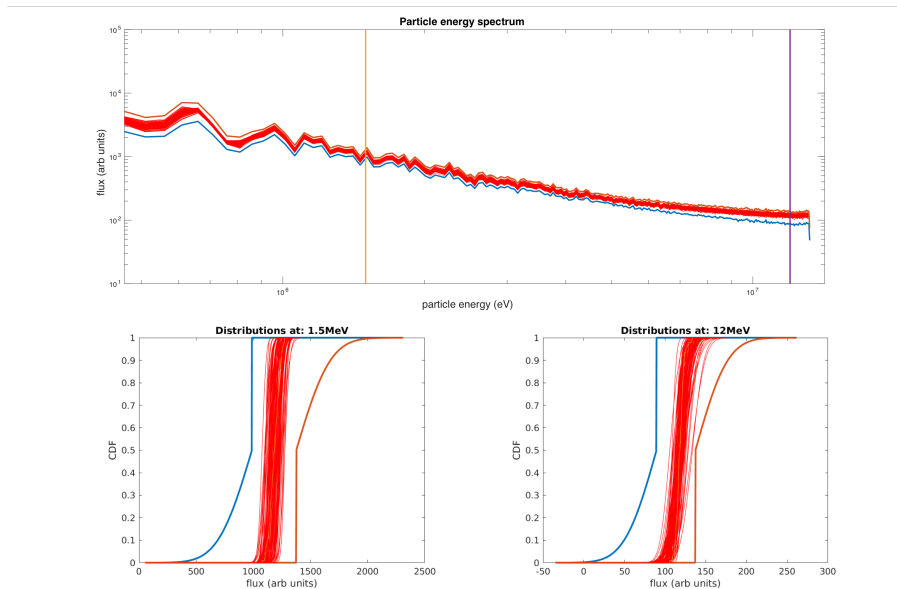 Particle energy spectrum
flux (arb units)
10^5
10^4
10^3
10^2
10^1
10^6
10^7
particle energy (eV)
Distributions at: 1.5MeV
CDF
1
0.9
0.8
0.7
0.6
0.5
0.4
0.3
0.2
0.1
0
0 500 1000 1500 2000 2500
flux (arb units)
Distributions at: 12MeV
CDF
1
0.9
0.8
0.7
0.6
0.5
0.4
0.3
0.2
0.1
0
-50 0 50 100 150 200 250 300
flux (arb units)